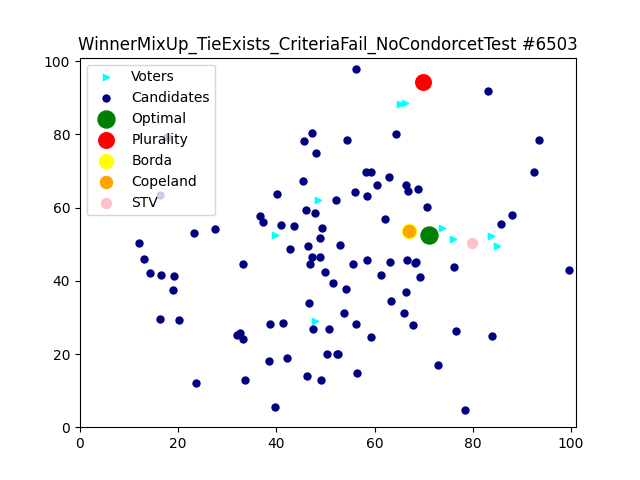 WinnerMixUp_TieExists_CriteriaFail_NoCondorcetTest #6503
100
80
60
40
20
0
Voters
Candidates
Optimal
Plurality
Borda
Copeland
STV
0 20 40 60 80 100